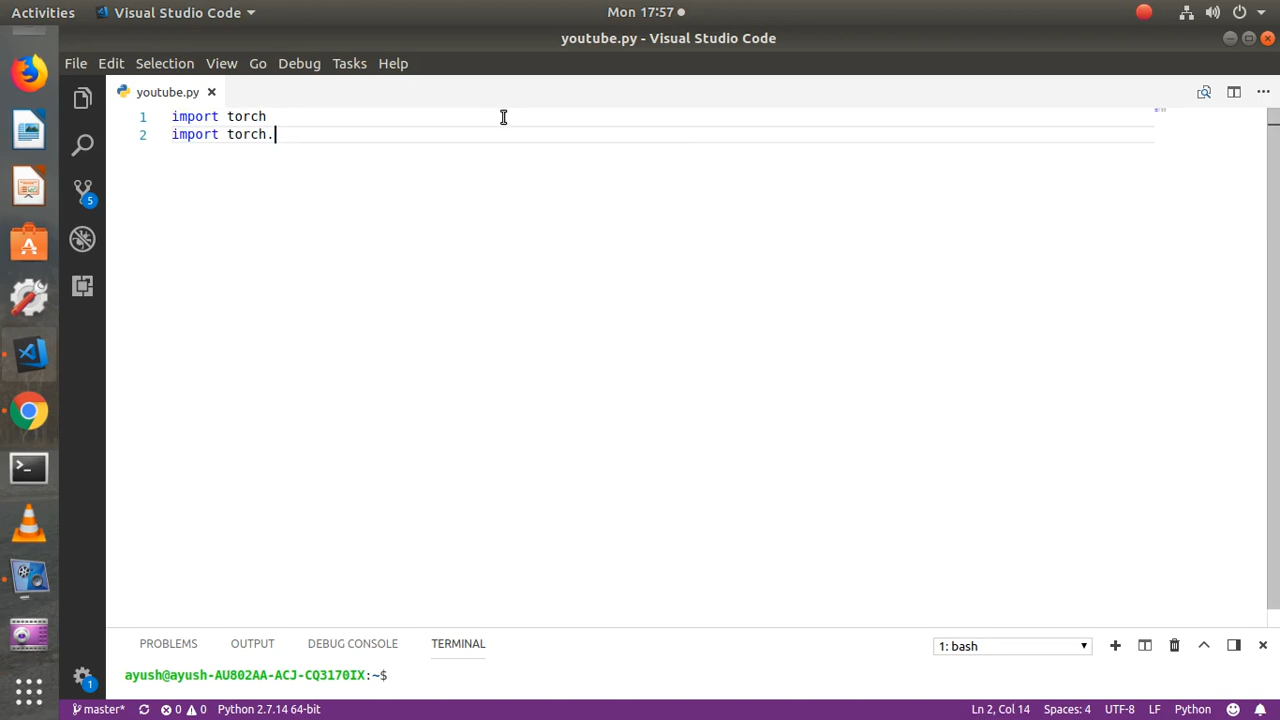 Activities Visual Studio Code Mon 17:57
youtube.py - Visual Studio Code
File Edit Selection View Go Debug Tasks Help
youtube.py
1 import torch
2 import torch.
5
PROBLEMS OUTPUT DEBUG CONSOLE TERMINAL 1: bash
ayush@ayush-AU802AA-ACJ-CQ3170IX:~$
1
master* 0 0 Python 2.7.14 64-bit Ln 2, Col 14 Spaces: 4 UTF-8 LF Python